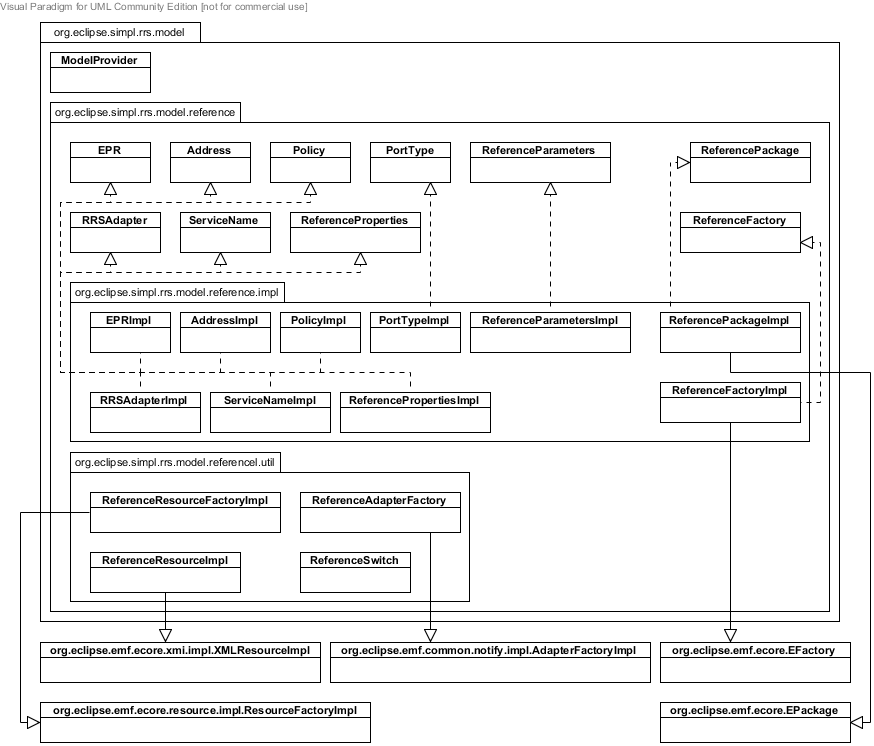 Visual Paradigm for UML Community Edition [not for commercial use]
org.eclipse.simpl.rrs.model
ModelProvider
org.eclipse.simpl.rrs.model.reference
EPR
Address
Policy
PortType
ReferenceParameters
ReferencePackage
RRSAdapter
ServiceName
ReferenceProperties
ReferenceFactory
org.eclipse.simpl.rrs.model.reference.impl
EPRImpl
AddressImpl
PolicyImpl
PortTypeImpl
ReferenceParametersImpl
ReferencePackageImpl
RRSAdapterImpl
ServiceNameImpl
ReferencePropertiesImpl
ReferenceFactoryImpl
org.eclipse.simpl.rrs.model.referencel.util
ReferenceResourceFactoryImpl
ReferenceAdapterFactory
ReferenceResourceImpl
ReferenceSwitch
org.eclipse.emf.ecore.xmi.impl.XMLResourceImpl
org.eclipse.emf.common.notify.impl.AdapterFactoryImpl
org.eclipse.emf.ecore.EFactory
org.eclipse.emf.ecore.resource.impl.ResourceFactoryImpl
org.eclipse.emf.ecore.EPackage